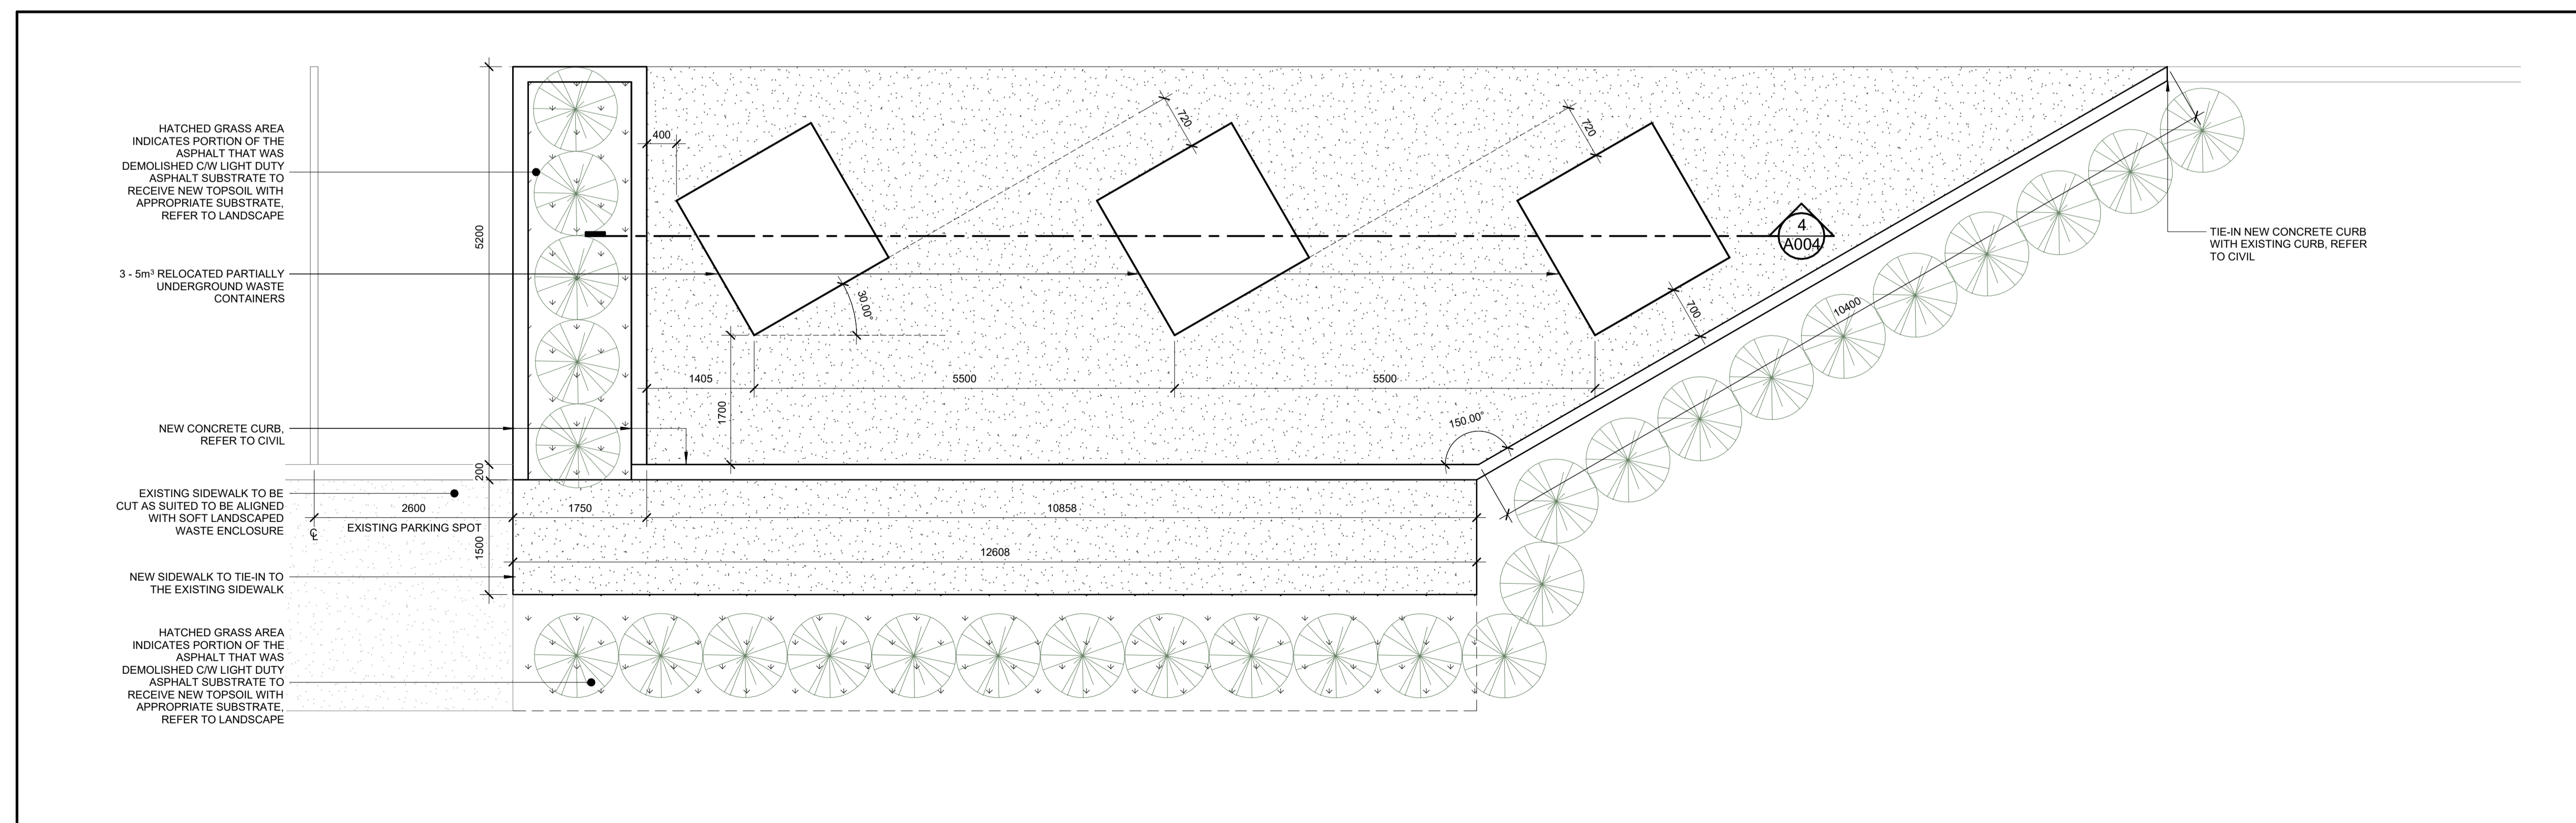 HATCHED GRASS AREA
INDICATES PORTION OF THE
ASPHALT THAT WAS
DEMOLISHED C/W LIGHT DUTY
ASPHALT SUBSTRATE TO
RECEIVE NEW TOPSOIL WITH
APPROPRIATE SUBSTRATE,
REFER TO LANDSCAPE
3 - 5m³ RELOCATED PARTIALLY
UNDERGROUND WASTE
CONTAINERS
NEW CONCRETE CURB,
REFER TO CIVIL
EXISTING SIDEWALK TO BE
CUT AS SUITED TO BE ALIGNED
WITH SOFT LANDSCAPED
WASTE ENCLOSURE
NEW SIDEWALK TO TIE-IN TO
THE EXISTING SIDEWALK
HATCHED GRASS AREA
INDICATES PORTION OF THE
ASPHALT THAT WAS
DEMOLISHED C/W LIGHT DUTY
ASPHALT SUBSTRATE TO
RECEIVE NEW TOPSOIL WITH
APPROPRIATE SUBSTRATE,
REFER TO LANDSCAPE
5200
200
1500
2600
EXISTING PARKING SPOT
℄
400
720
720
30.00°
700
1405
5500
5500
1700
150.00°
1750
10858
12608
10400
4
A004
TIE-IN NEW CONCRETE CURB
WITH EXISTING CURB, REFER
TO CIVIL